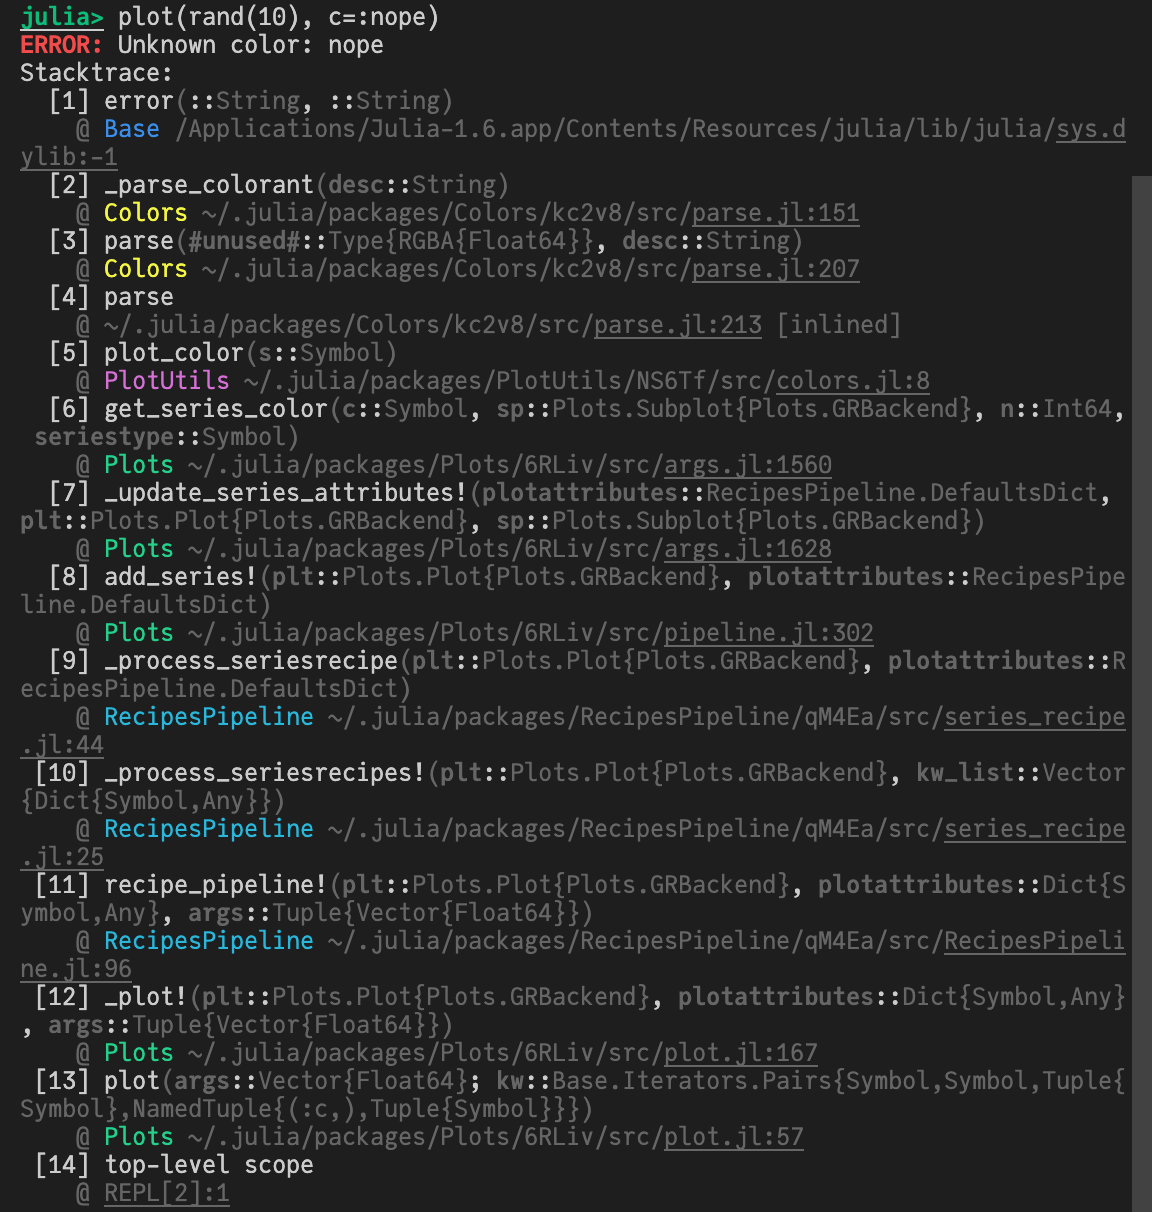 julia> plot(rand(10), c=:nope)
ERROR: Unknown color: nope
Stacktrace:
  [1] error(::String, ::String)
    @ Base /Applications/Julia-1.6.app/Contents/Resources/julia/lib/julia/sys.d
ylib:-1
  [2] _parse_colorant(desc::String)
    @ Colors ~/.julia/packages/Colors/kc2v8/src/parse.jl:151
  [3] parse(#unused#::Type{RGBA{Float64}}, desc::String)
    @ Colors ~/.julia/packages/Colors/kc2v8/src/parse.jl:207
  [4] parse
    @ ~/.julia/packages/Colors/kc2v8/src/parse.jl:213 [inlined]
  [5] plot_color(s::Symbol)
    @ PlotUtils ~/.julia/packages/PlotUtils/NS6Tf/src/colors.jl:8
  [6] get_series_color(c::Symbol, sp::Plots.Subplot{Plots.GRBackend}, n::Int64,
 seriestype::Symbol)
    @ Plots ~/.julia/packages/Plots/6RLiv/src/args.jl:1560
  [7] _update_series_attributes!(plotattributes::RecipesPipeline.DefaultsDict,
plt::Plots.Plot{Plots.GRBackend}, sp::Plots.Subplot{Plots.GRBackend})
    @ Plots ~/.julia/packages/Plots/6RLiv/src/args.jl:1628
  [8] add_series!(plt::Plots.Plot{Plots.GRBackend}, plotattributes::RecipesPipe
line.DefaultsDict)
    @ Plots ~/.julia/packages/Plots/6RLiv/src/pipeline.jl:302
  [9] _process_seriesrecipe(plt::Plots.Plot{Plots.GRBackend}, plotattributes::R
ecipesPipeline.DefaultsDict)
    @ RecipesPipeline ~/.julia/packages/RecipesPipeline/qM4Ea/src/series_recipe
.jl:44
 [10] _process_seriesrecipes!(plt::Plots.Plot{Plots.GRBackend}, kw_list::Vector
{Dict{Symbol,Any}})
    @ RecipesPipeline ~/.julia/packages/RecipesPipeline/qM4Ea/src/series_recipe
.jl:25
 [11] recipe_pipeline!(plt::Plots.Plot{Plots.GRBackend}, plotattributes::Dict{S
ymbol,Any}, args::Tuple{Vector{Float64}})
    @ RecipesPipeline ~/.julia/packages/RecipesPipeline/qM4Ea/src/RecipesPipeli
ne.jl:96
 [12] _plot!(plt::Plots.Plot{Plots.GRBackend}, plotattributes::Dict{Symbol,Any}
, args::Tuple{Vector{Float64}})
    @ Plots ~/.julia/packages/Plots/6RLiv/src/plot.jl:167
 [13] plot(args::Vector{Float64}; kw::Base.Iterators.Pairs{Symbol,Symbol,Tuple{
Symbol},NamedTuple{(:c,),Tuple{Symbol}}})
    @ Plots ~/.julia/packages/Plots/6RLiv/src/plot.jl:57
 [14] top-level scope
    @ REPL[2]:1